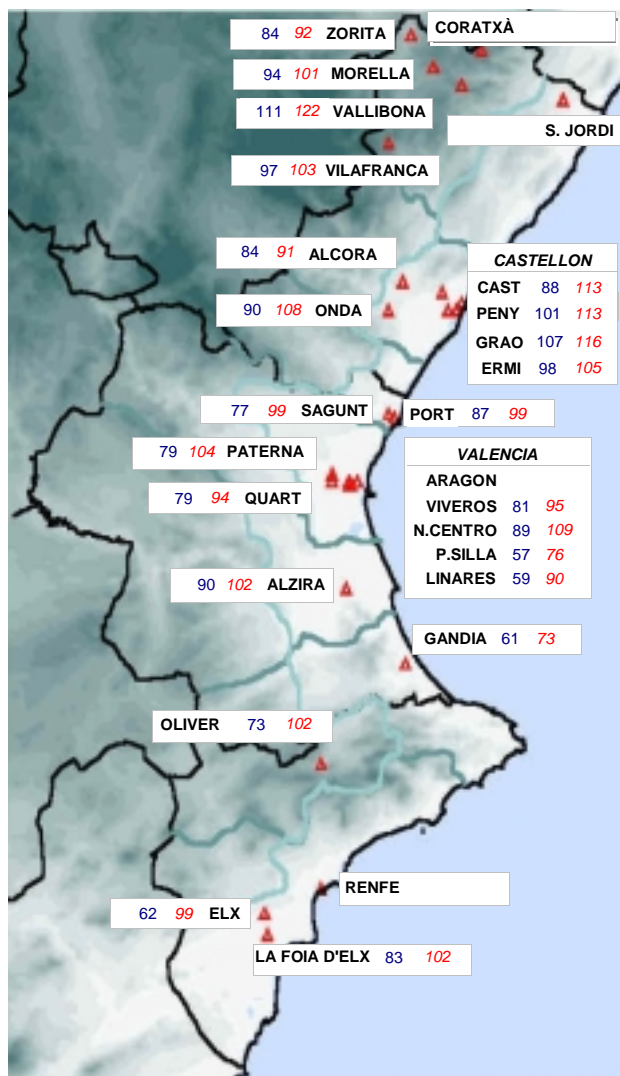 84 92 ZORITA
CORATXÀ
94 101 MORELLA
111 122 VALLIBONA
S. JORDI
97 103 VILAFRANCA
84 91 ALCORA
90 108 ONDA
CASTELLON
CAST 88 113
PENY 101 113
GRAO 107 116
ERMI 98 105
77 99 SAGUNT
PORT 87 99
79 104 PATERNA
79 94 QUART
VALENCIA
ARAGON
VIVEROS 81 95
N.CENTRO 89 109
P.SILLA 57 76
LINARES 59 90
90 102 ALZIRA
GANDIA 61 73
OLIVER 73 102
RENFE
62 99 ELX
LA FOIA D'ELX 83 102